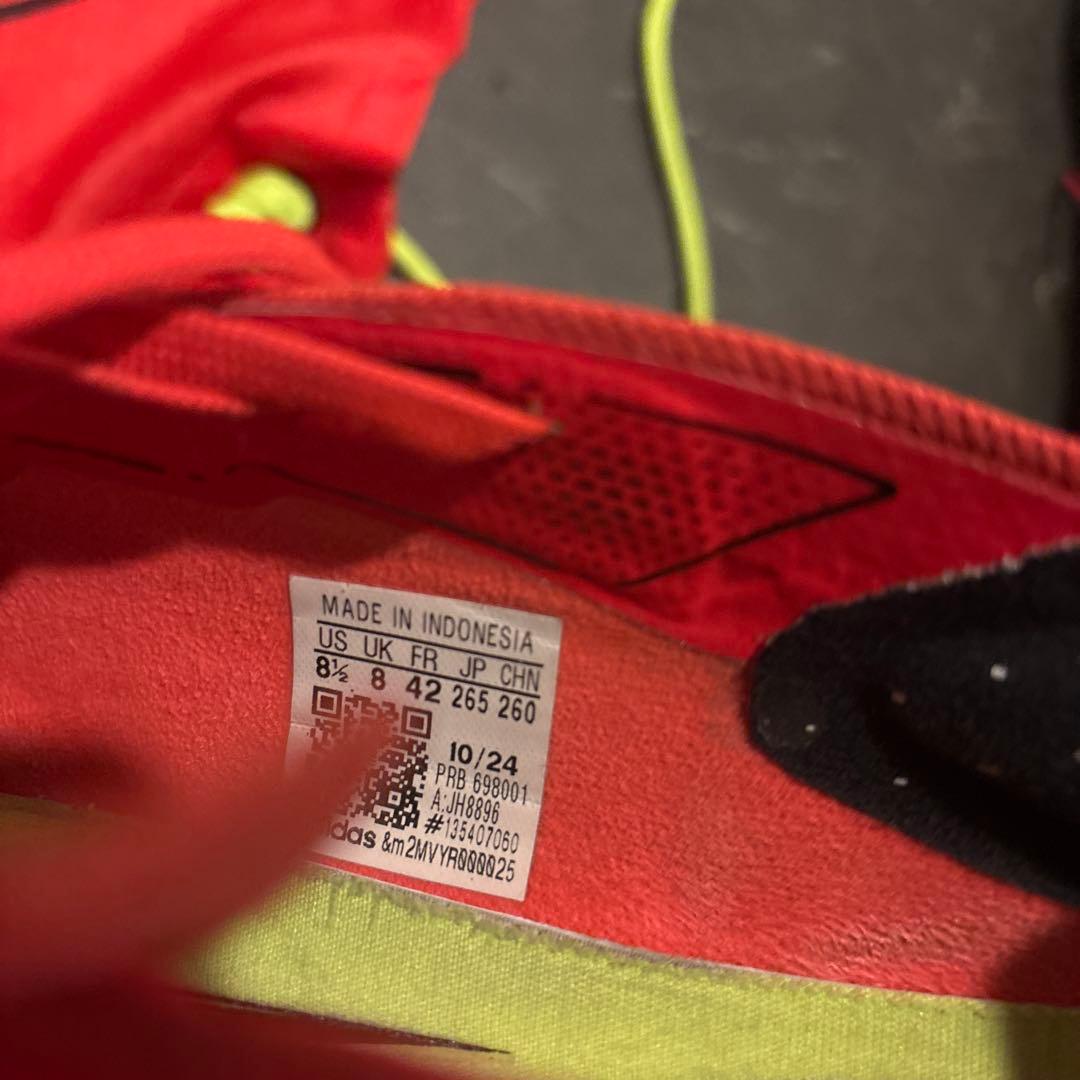 MADE IN INDONESIA
US UK FR JP CHN
8½ 8 42 265 260
10/24
PRB 698001
A:JH8896
#135407060
&m2MVYR000025